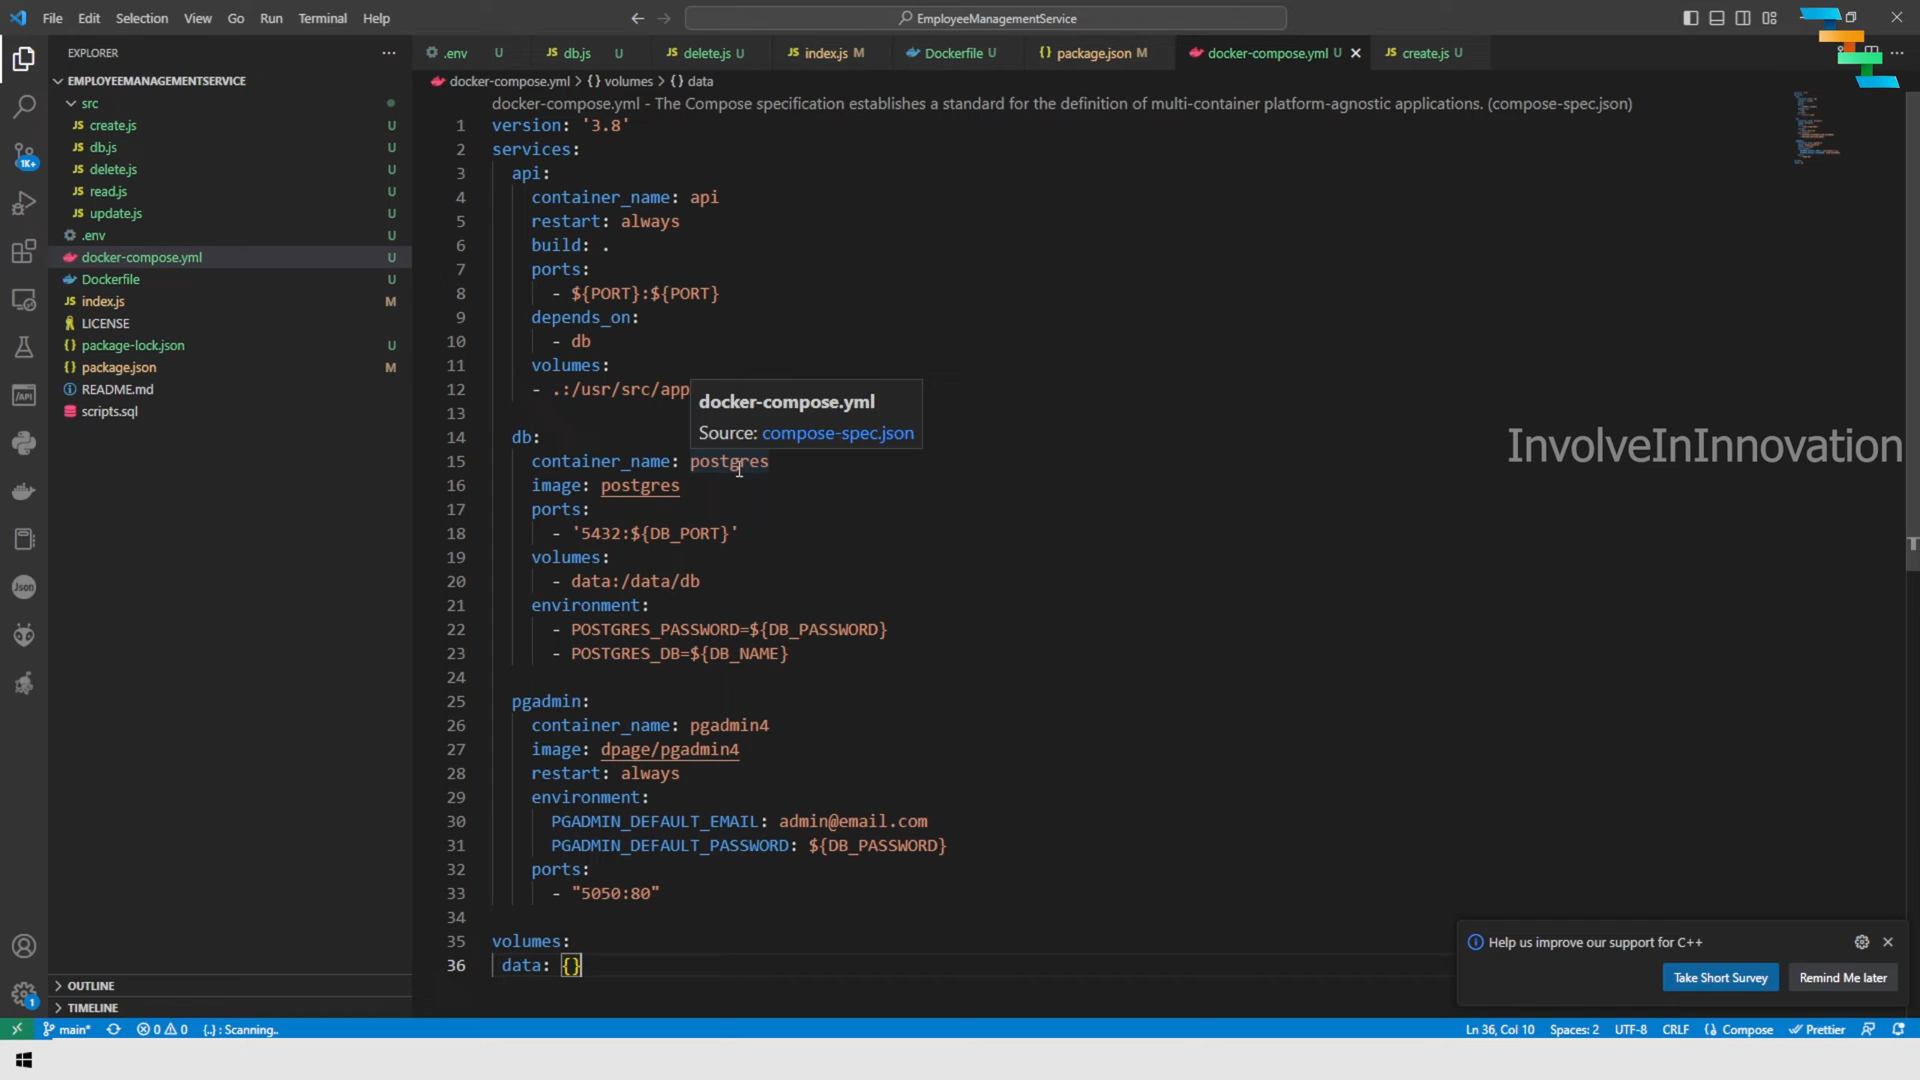 File Edit Selection View Go Run Terminal Help
EmployeeManagementService
EXPLORER
EMPLOYEEMANAGEMENTSERVICE
src
create.js U
db.js U
delete.js U
read.js U
update.js U
.env U
docker-compose.yml U
Dockerfile U
index.js M
LICENSE
package-lock.json U
package.json M
README.md
scripts.sql
OUTLINE
TIMELINE
1K+
/API
Json
1
.env U db.js U delete.js U index.js M Dockerfile U package.json M docker-compose.yml U create.js U
docker-compose.yml > {} volumes > {} data
docker-compose.yml - The Compose specification establishes a standard for the definition of multi-container platform-agnostic applications. (compose-spec.json)
1 version: '3.8'
2 services:
3 api:
4 container_name: api
5 restart: always
6 build: .
7 ports:
8 - ${PORT}:${PORT}
9 depends_on:
10 - db
11 volumes:
12 - .:/usr/src/app
13
14 db:
15 container_name: postgres
16 image: postgres
17 ports:
18 - '5432:${DB_PORT}'
19 volumes:
20 - data:/data/db
21 environment:
22 - POSTGRES_PASSWORD=${DB_PASSWORD}
23 - POSTGRES_DB=${DB_NAME}
24
25 pgadmin:
26 container_name: pgadmin4
27 image: dpage/pgadmin4
28 restart: always
29 environment:
30 PGADMIN_DEFAULT_EMAIL: admin@email.com
31 PGADMIN_DEFAULT_PASSWORD: ${DB_PASSWORD}
32 ports:
33 - "5050:80"
34
35 volumes:
36 data: {}
docker-compose.yml
Source: compose-spec.json
InvolveInInnovation
Help us improve our support for C++
Take Short Survey Remind Me later
main* 0 0 {..} : Scanning.. Ln 36, Col 10 Spaces: 2 UTF-8 CRLF Compose Prettier